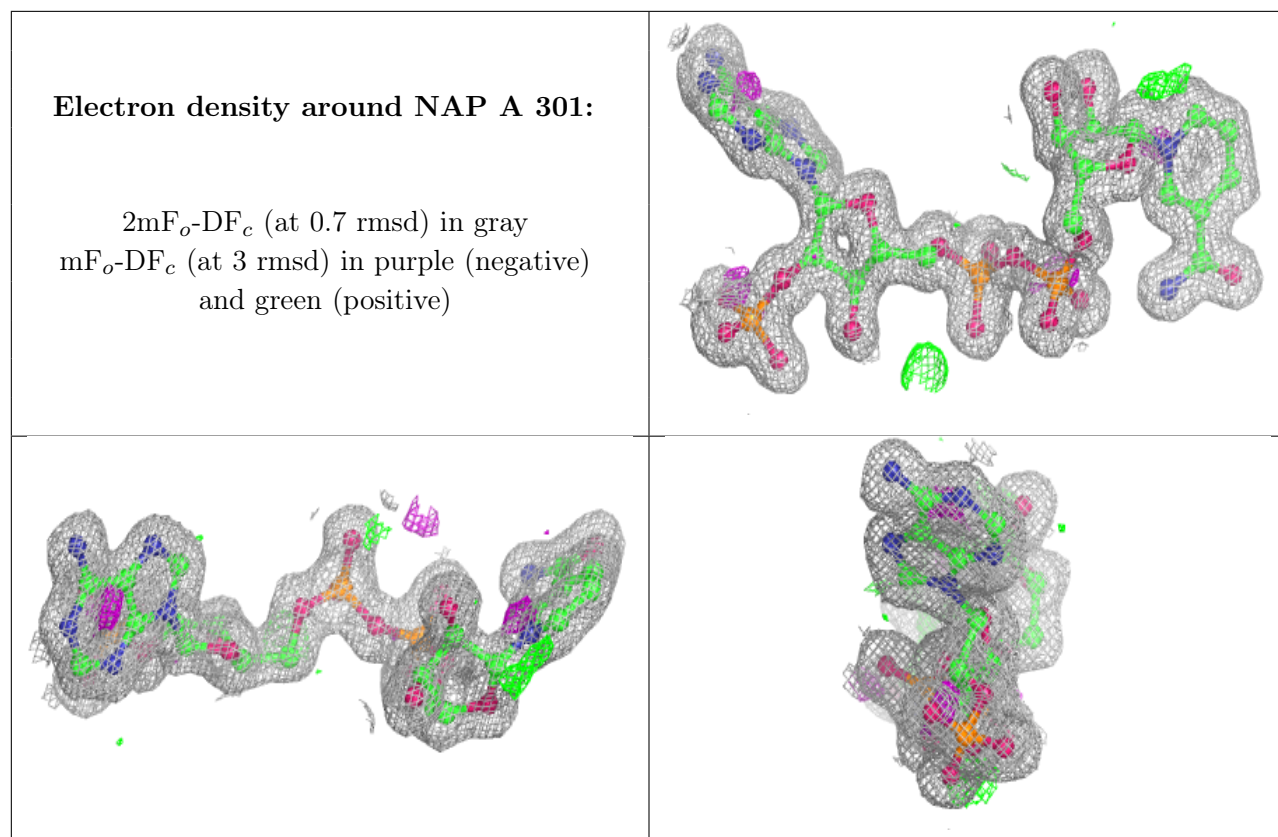 Electron density around NAP A 301:
2mFₒ-DF𝒸 (at 0.7 rmsd) in gray
mFₒ-DF𝒸 (at 3 rmsd) in purple (negative)
and green (positive)